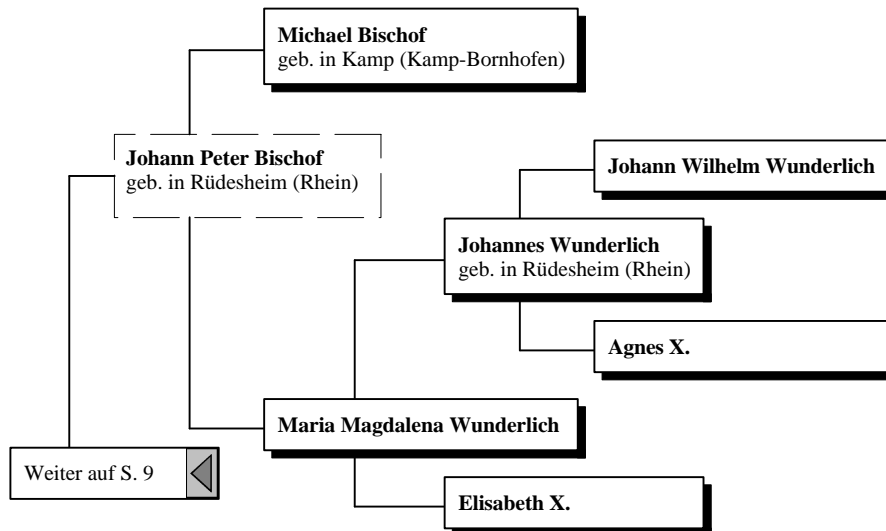 Michael Bischof
geb. in Kamp (Kamp-Bornhofen)
Johann Peter Bischof
geb. in Rüdesheim (Rhein)
Johann Wilhelm Wunderlich
Johannes Wunderlich
geb. in Rüdesheim (Rhein)
Agnes X.
Maria Magdalena Wunderlich
Weiter auf S. 9
Elisabeth X.